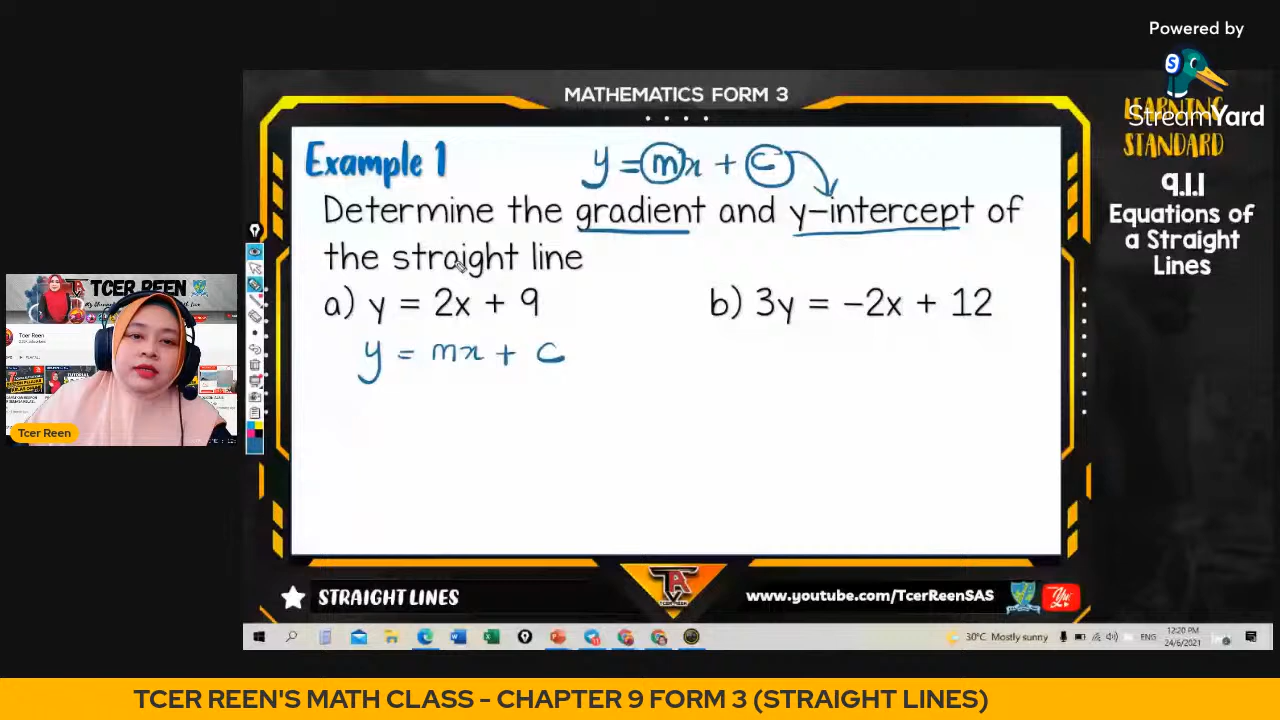 Powered by
StreamYard
LEARNING
STANDARD
9.1.1
Equations of
a Straight
Lines
MATHEMATICS FORM 3
Example 1
y = mx + c
Determine the gradient and y-intercept of
the straight line
a) y = 2x + 9
b) 3y = -2x + 12
y = mx + c
TCER REEN
Tcer Reen
STRAIGHT LINES
TCER REEN
www.youtube.com/TcerReenSAS
30°C Mostly sunny
ENG
12:20 PM
24/6/2021
TCER REEN'S MATH CLASS - CHAPTER 9 FORM 3 (STRAIGHT LINES)